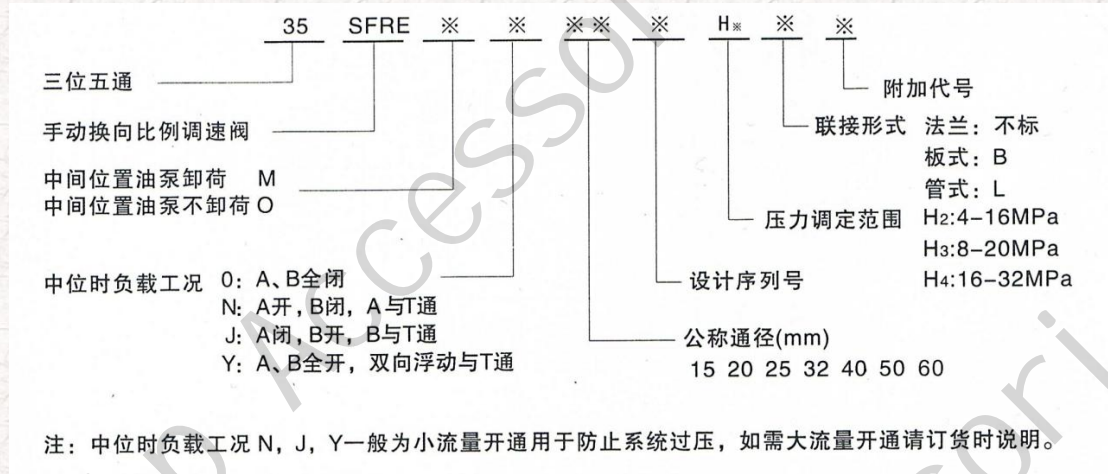 35 SFRE ※ ※ ※※ ※ H※ ※ ※
三位五通
附加代号
手动换向比例调速阀
联接形式 法兰：不标
板式：B
管式：L
中间位置油泵卸荷 M
中间位置油泵不卸荷 O
压力调定范围 H2:4-16MPa
H3:8-20MPa
H4:16-32MPa
中位时负载工况 0：A、B全闭
N：A开，B闭，A与T通
J：A闭，B开，B与T通
Y：A、B全开，双向浮动与T通
设计序列号
公称通径(mm)
15 20 25 32 40 50 60
注：中位时负载工况 N，J，Y一般为小流量开通用于防止系统过压，如需大流量开通请订货时说明。
Accessori